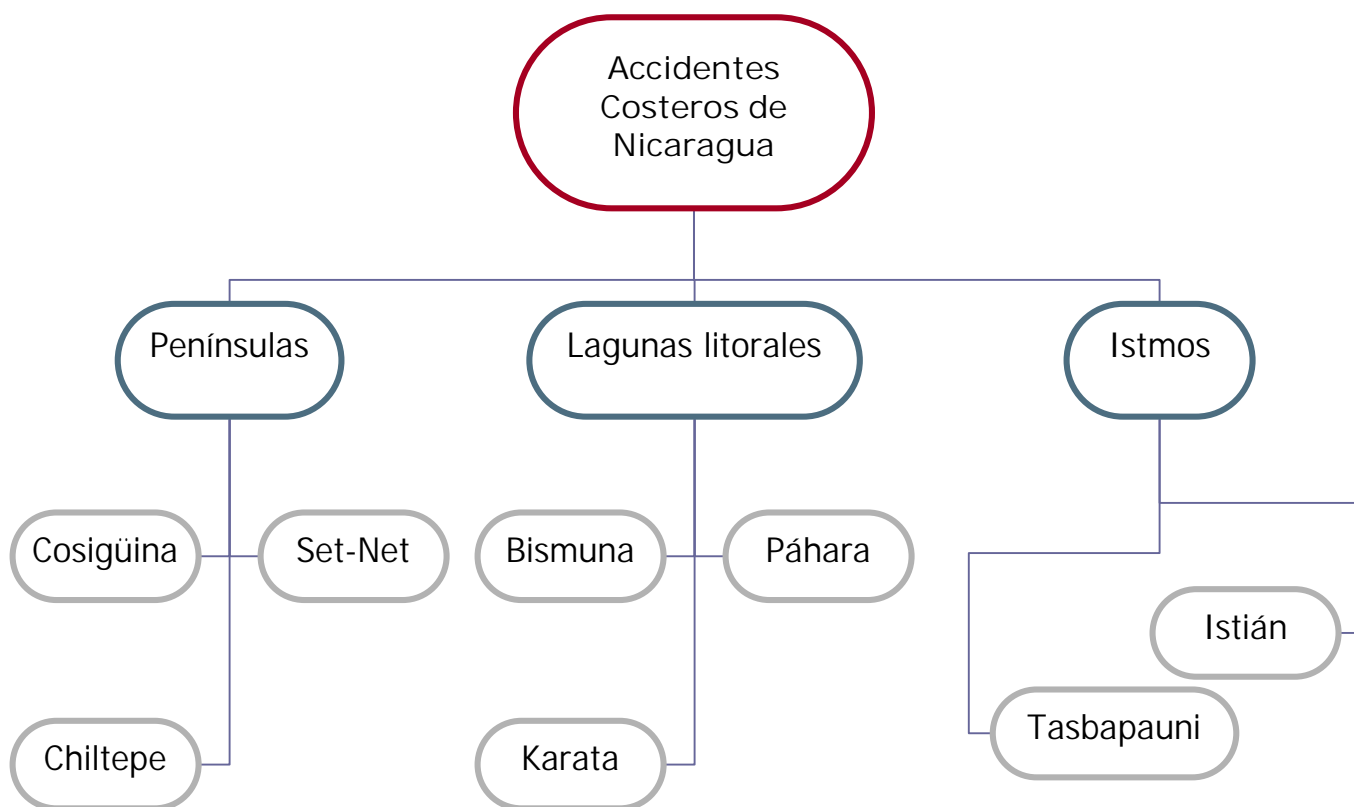 Accidentes
Costeros de
Nicaragua
Penínsulas
Lagunas litorales
Istmos
Cosigüina
Set-Net
Bismuna
Páhara
Istián
Tasbapauni
Chiltepe
Karata